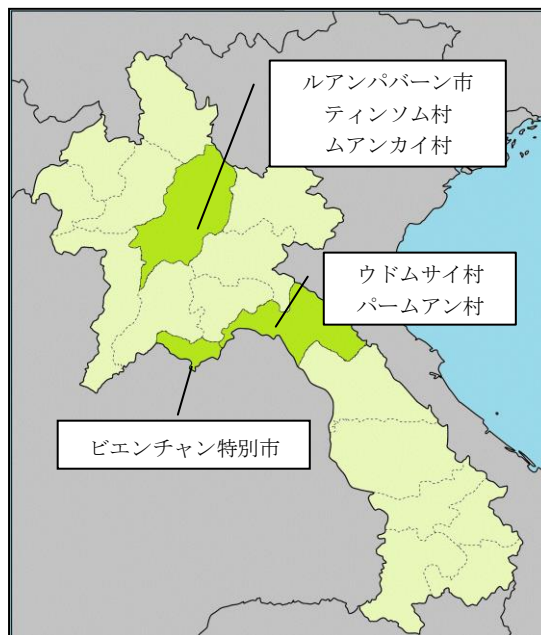 ルアンパバーン市
ティンソム村
ムアンカイ村
ウドムサイ村
パームアン村
ビエンチャン特別市